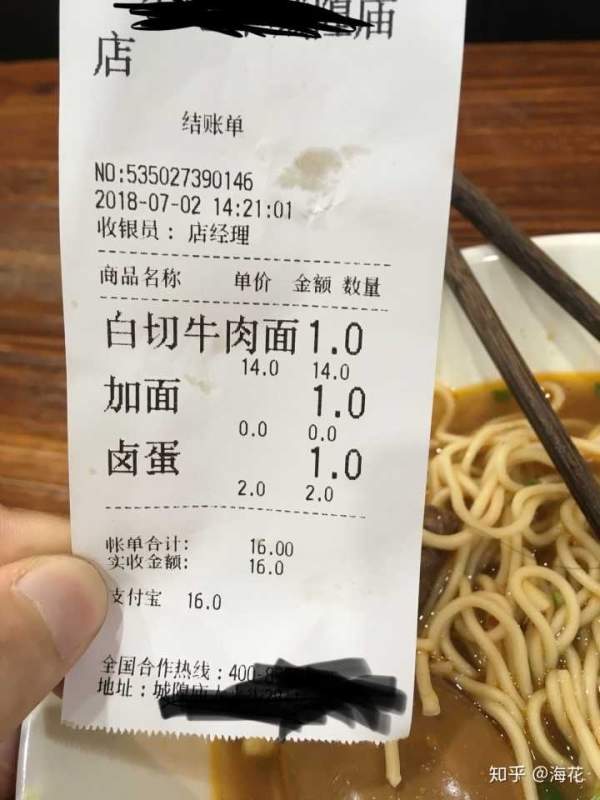 庙
店
结账单
NO:535027390146
2018-07-02 14:21:01
收银员：店经理
商品名称 单价 金额 数量
白切牛肉面 1.0
14.0 14.0
加面 1.0
0.0 0.0
卤蛋 1.0
2.0 2.0
帐单合计: 16.00
实收金额: 16.0
支付宝 16.0
全国合作热线：400-8
地址：城隍庙
知乎 @海花